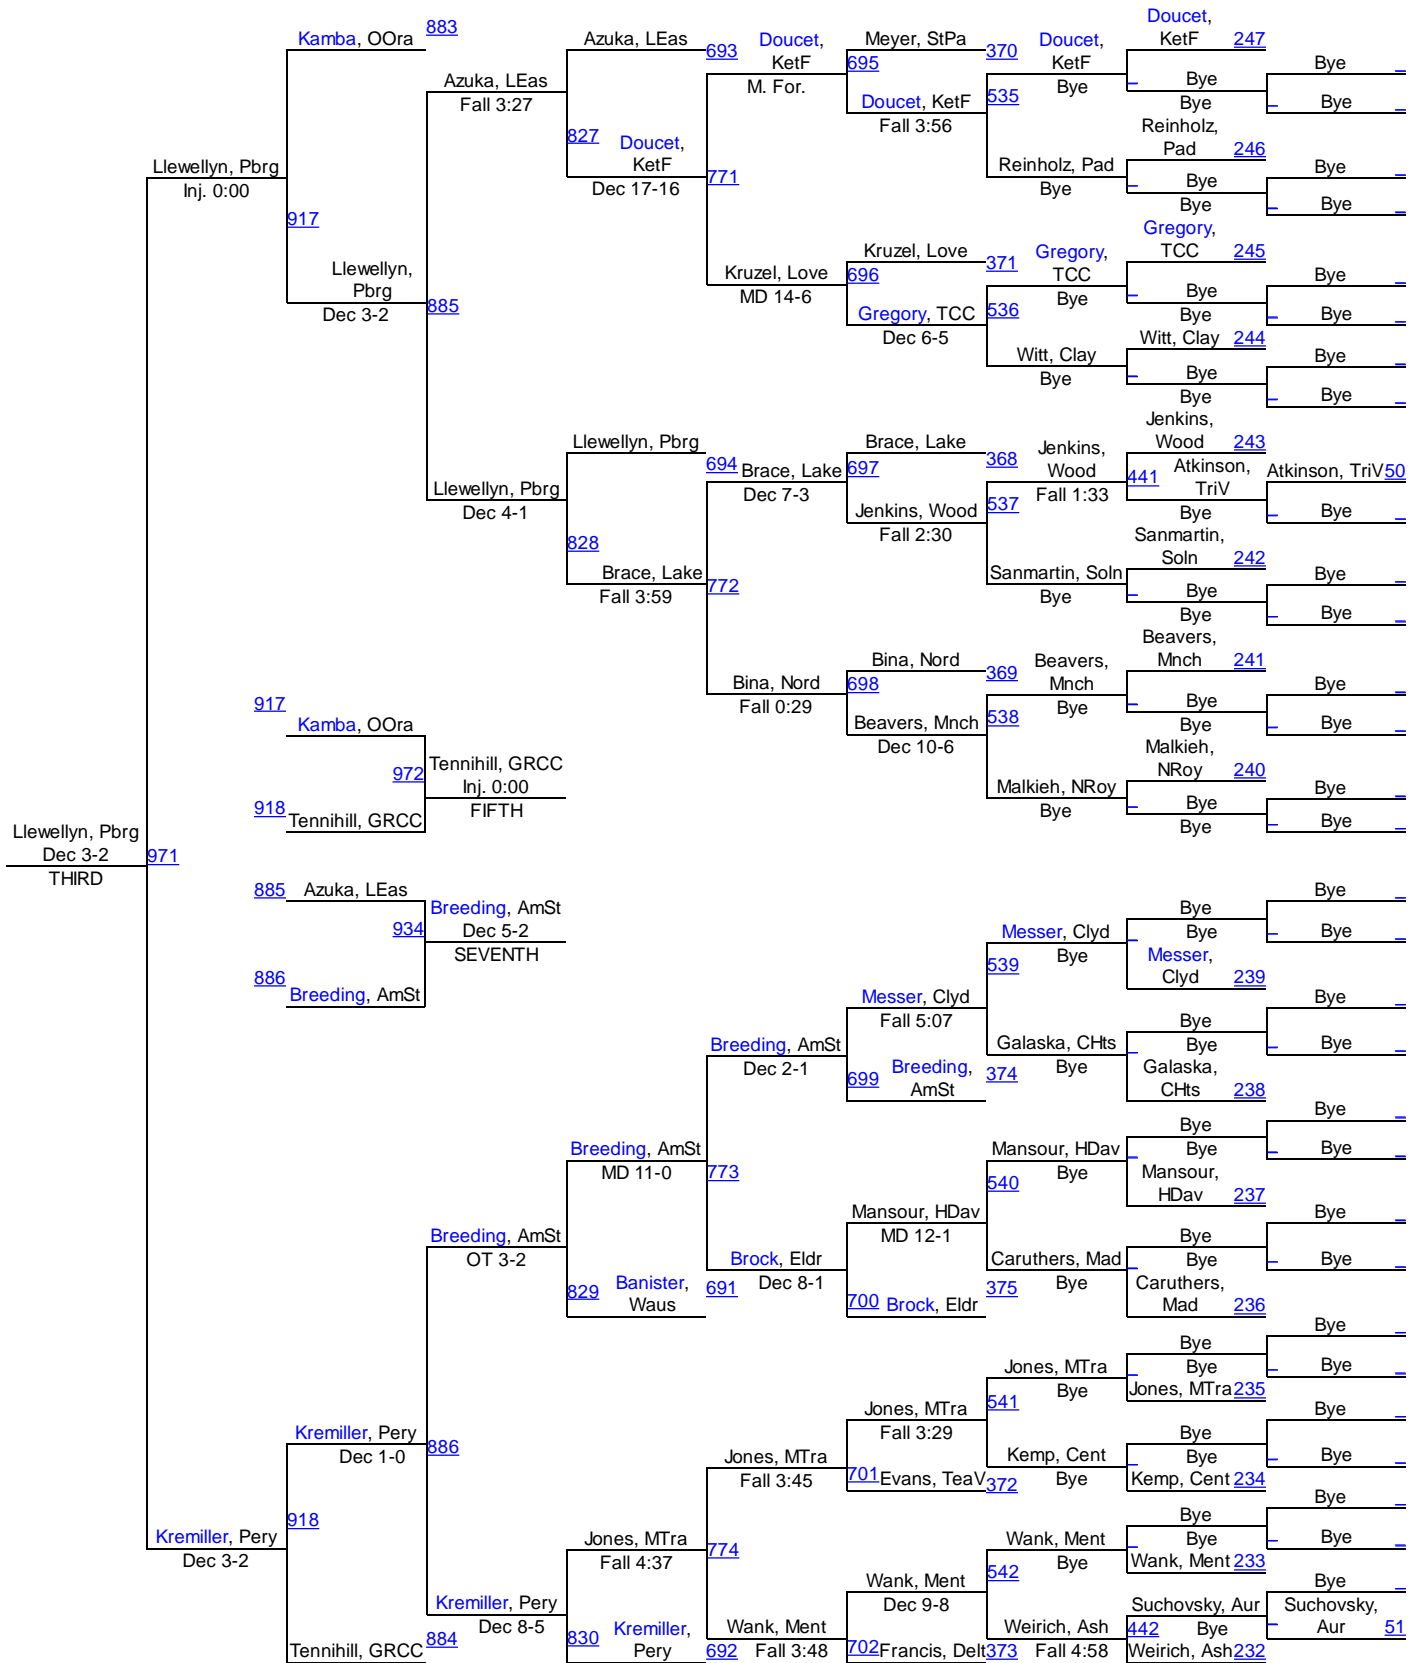 Kamba, OOra 883
Azuka, LEas 693
Doucet,
KetF
M. For.
Meyer, StPa 370
695
Doucet,
KetF
Bye
Doucet,
KetF 247
Bye
Azuka, LEas
Fall 3:27
Doucet, KetF 535
Fall 3:56
Bye
Bye
Bye
827 Doucet,
KetF
Dec 17-16
771
Reinholz,
Pad 246
Reinholz, Pad
Bye
Bye
Bye
Bye
Bye
Llewellyn, Pbrg
Inj. 0:00
917
Llewellyn,
Pbrg
Dec 3-2
885
Kruzel, Love
MD 14-6
Kruzel, Love 371
696
Gregory,
TCC
Bye
Gregory,
TCC 245
Bye
Bye
Bye
Bye
Gregory, TCC 536
Dec 6-5
Witt, Clay
Bye
Witt, Clay 244
Bye
Bye
Bye
Bye
Llewellyn, Pbrg
694
Brace, Lake
Dec 7-3
Brace, Lake 368
697
Jenkins,
Wood
Fall 1:33
Jenkins,
Wood 243
441 Atkinson,
TriV
Bye
Atkinson, TriV 50
Bye
Llewellyn, Pbrg
Dec 4-1
Jenkins, Wood 537
Fall 2:30
828
Brace, Lake
Fall 3:59
772
Sanmartin, Soln
Bye
Sanmartin,
Soln 242
Bye
Bye
Bye
Bye
Bina, Nord
Fall 0:29
Bina, Nord 369
698
Beavers,
Mnch
Bye
Beavers,
Mnch 241
Bye
Bye
Bye
Bye
Beavers, Mnch 538
Dec 10-6
Malkieh, NRoy
Bye
Malkieh,
NRoy 240
Bye
Bye
Bye
Bye
917
Kamba, OOra
972 Tennihill, GRCC
Inj. 0:00
FIFTH
918 Tennihill, GRCC
Llewellyn, Pbrg
Dec 3-2
THIRD
971
885 Azuka, LEas
934 Breeding, AmSt
Dec 5-2
SEVENTH
886 Breeding, AmSt
Messer, Clyd
Bye
539
Bye
Bye
Messer,
Clyd 239
Bye
Bye
Messer, Clyd
Fall 5:07
Galaska, CHts
Bye
374
Bye
Bye
Galaska,
CHts 238
Bye
Bye
Breeding, AmSt
Dec 2-1
699 Breeding,
AmSt
Breeding, AmSt
MD 11-0
773
Mansour, HDav
Bye
540
Bye
Bye
Mansour,
HDav 237
Bye
Bye
Mansour, HDav
MD 12-1
Breeding, AmSt
OT 3-2
829 Banister,
Waus 691
Brock, Eldr
Dec 8-1
700 Brock, Eldr
Caruthers, Mad
Bye
375
Bye
Bye
Caruthers,
Mad 236
Bye
Bye
Jones, MTra
Bye
541
Bye
Bye
Jones, MTra 235
Bye
Bye
Jones, MTra
Fall 3:29
Kremiller, Pery
Dec 1-0
886
Jones, MTra
Fall 3:45
701 Evans, TeaV 372
Kemp, Cent
Bye
Bye
Bye
Kemp, Cent 234
Bye
Bye
918
Kremiller, Pery
Dec 3-2
Jones, MTra
Fall 4:37
774
Wank, Ment
Bye
542
Bye
Bye
Wank, Ment 233
Bye
Bye
Wank, Ment
Dec 9-8
Kremiller, Pery
Dec 8-5
Tennihill, GRCC 884
830 Kremiller,
Pery 692
Wank, Ment
Fall 3:48
702 Francis, Delt 373
Weirich, Ash
Fall 4:58
Suchovsky, Aur
442 Bye
Weirich, Ash 232
Bye
Suchovsky,
Aur 51